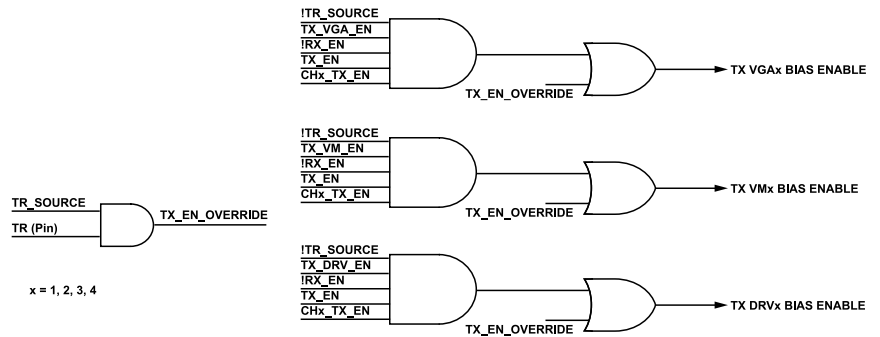 TR_SOURCE
TR (Pin)
TX_EN_OVERRIDE
x = 1, 2, 3, 4
!TR_SOURCE
TX_VGA_EN
!RX_EN
TX_EN
CHx_TX_EN
TX_EN_OVERRIDE
TX VGAx BIAS ENABLE
!TR_SOURCE
TX_VM_EN
!RX_EN
TX_EN
CHx_TX_EN
TX_EN_OVERRIDE
TX VMx BIAS ENABLE
!TR_SOURCE
TX_DRV_EN
!RX_EN
TX_EN
CHx_TX_EN
TX_EN_OVERRIDE
TX DRVx BIAS ENABLE